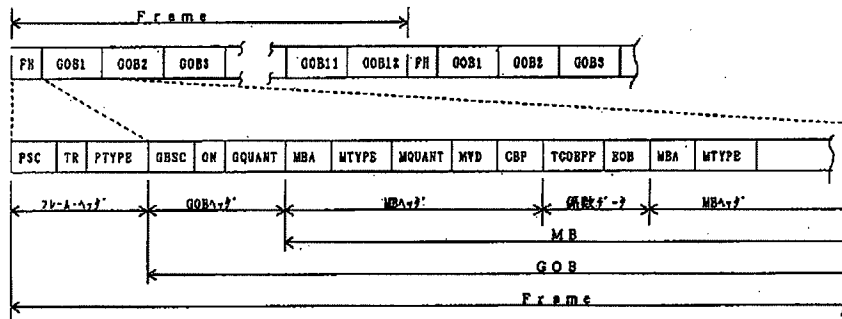 Frame
FH GOB1 GOB2 GOB3 GOB11 GOB12 FH GOB1 GOB2 GOB3
PSC TR PTYPE GBSC GN GQUANT MBA MTYPE MQUANT MVD CBP TCOEFF EOB MBA MTYPE
フレーム・ヘッダ GOBヘッダ MBヘッダ 係数データ MBヘッダ
MB
GOB
Frame